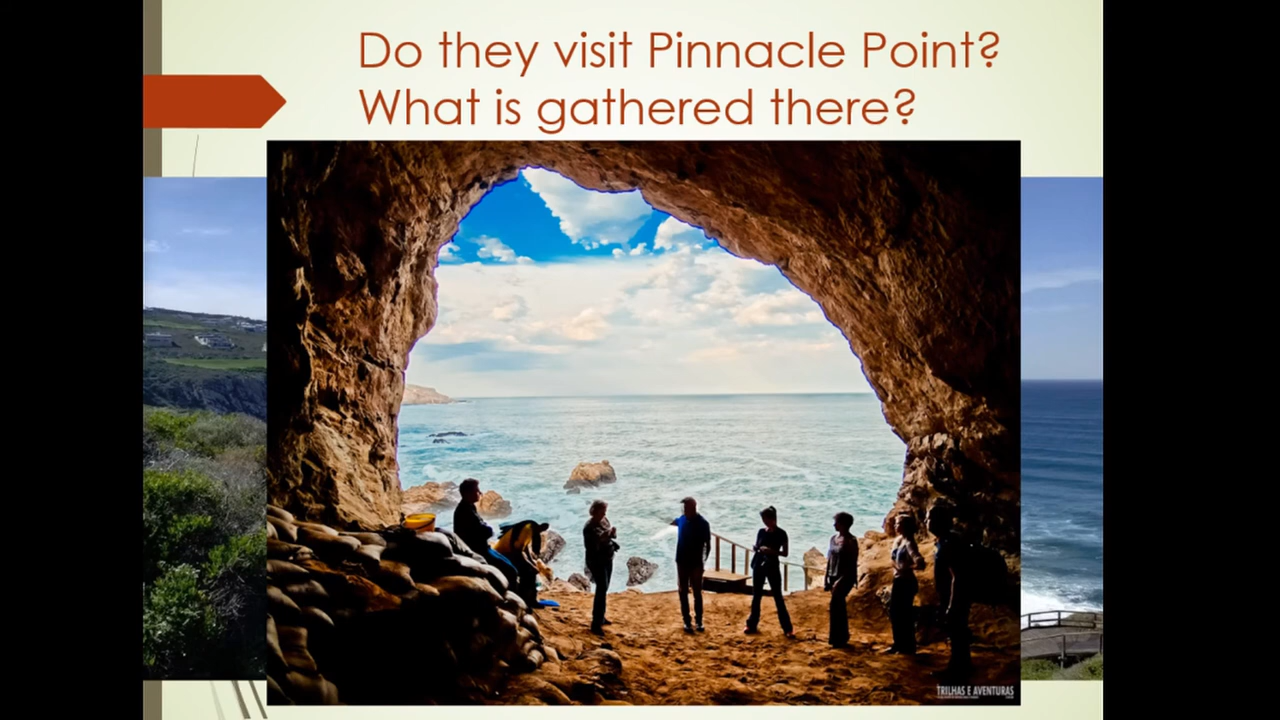 Do they visit Pinnacle Point?
What is gathered there?
TRILHAS E AVENTURAS